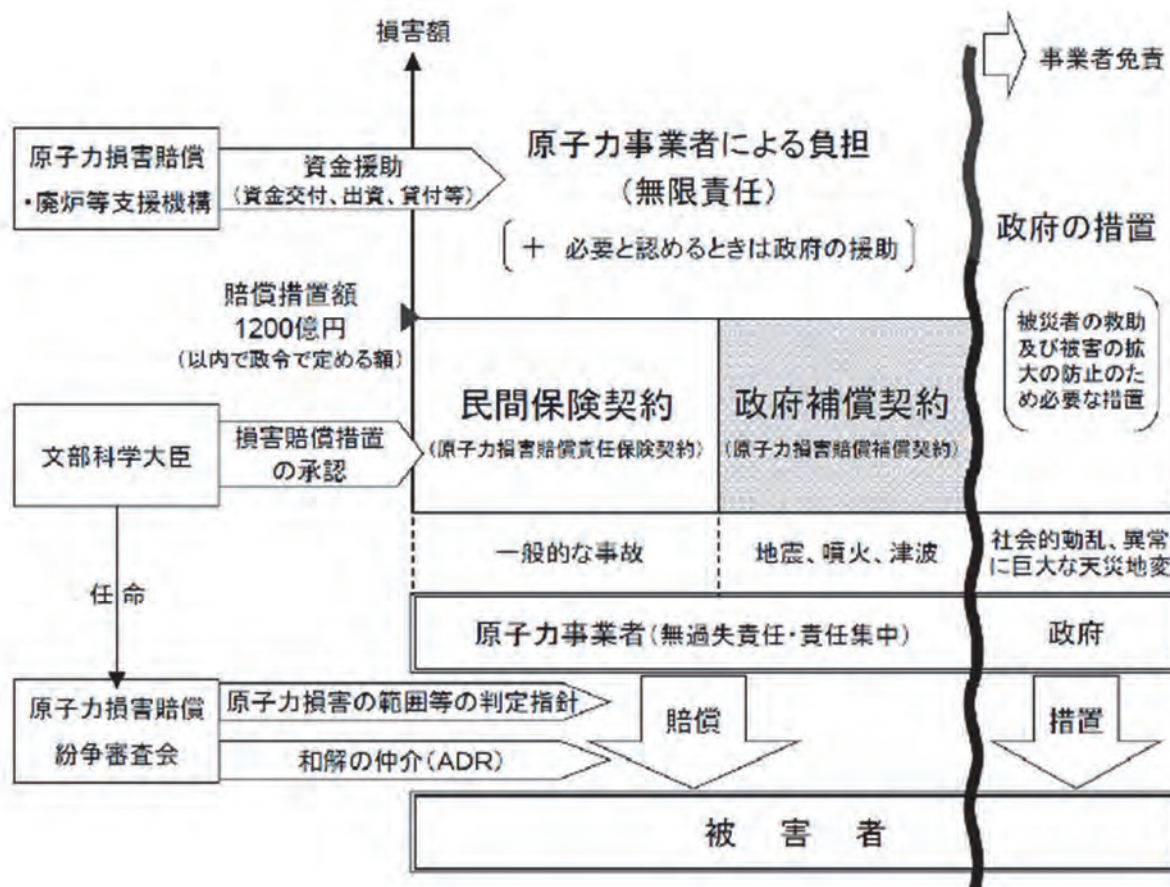 損害額
事業者免責
原子力損害賠償
・廃炉等支援機構
資金援助
(資金交付、出資、貸付等)
原子力事業者による負担
(無限責任)
＋ 必要と認めるときは政府の援助
政府の措置
被災者の救助
及び被害の拡
大の防止のた
め必要な措置
賠償措置額
1200億円
(以内で政令で定める額)
民間保険契約
(原子力損害賠償責任保険契約)
政府補償契約
(原子力損害賠償補償契約)
文部科学大臣
損害賠償措置
の承認
一般的な事故
地震、噴火、津波
社会的動乱、異常
に巨大な天災地変
任命
原子力事業者(無過失責任・責任集中)
政府
原子力損害賠償
紛争審査会
原子力損害の範囲等の判定指針
和解の仲介(ADR)
賠償
措置
被害者